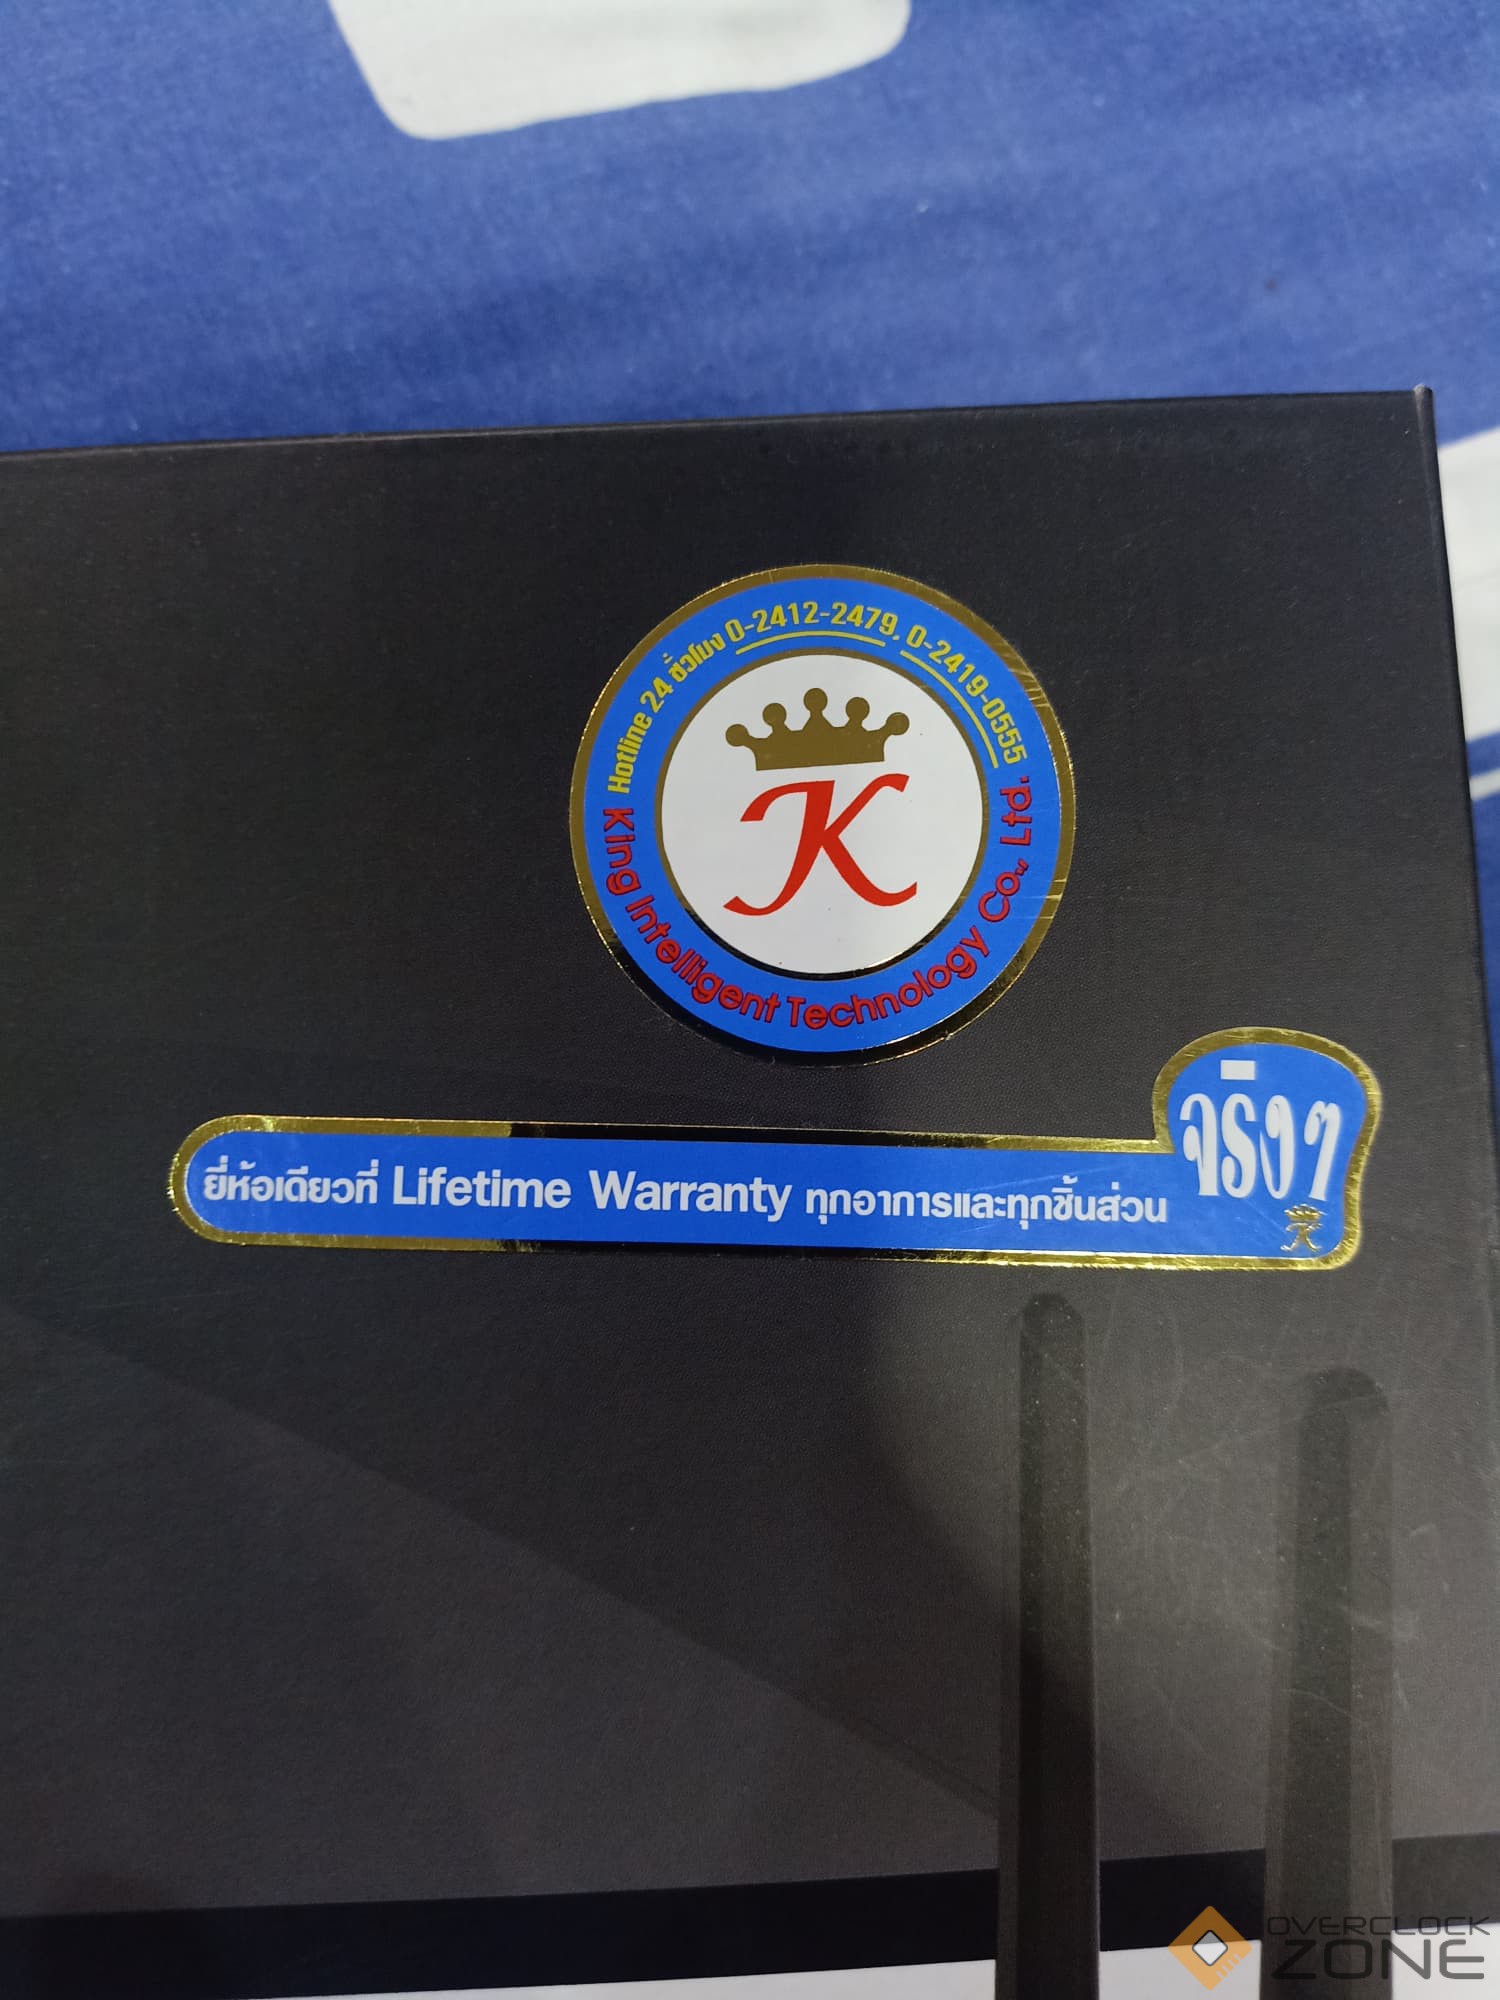 Hotline 24 ชั่วโมง 0-2412-2479, 0-2419-0555
K
King Intelligent Technology Co., Ltd.
ยี่ห้อเดียวที่ Lifetime Warranty ทุกอาการและทุกชิ้นส่วน จริงๆ
K
OVERCLOCK
ZONE